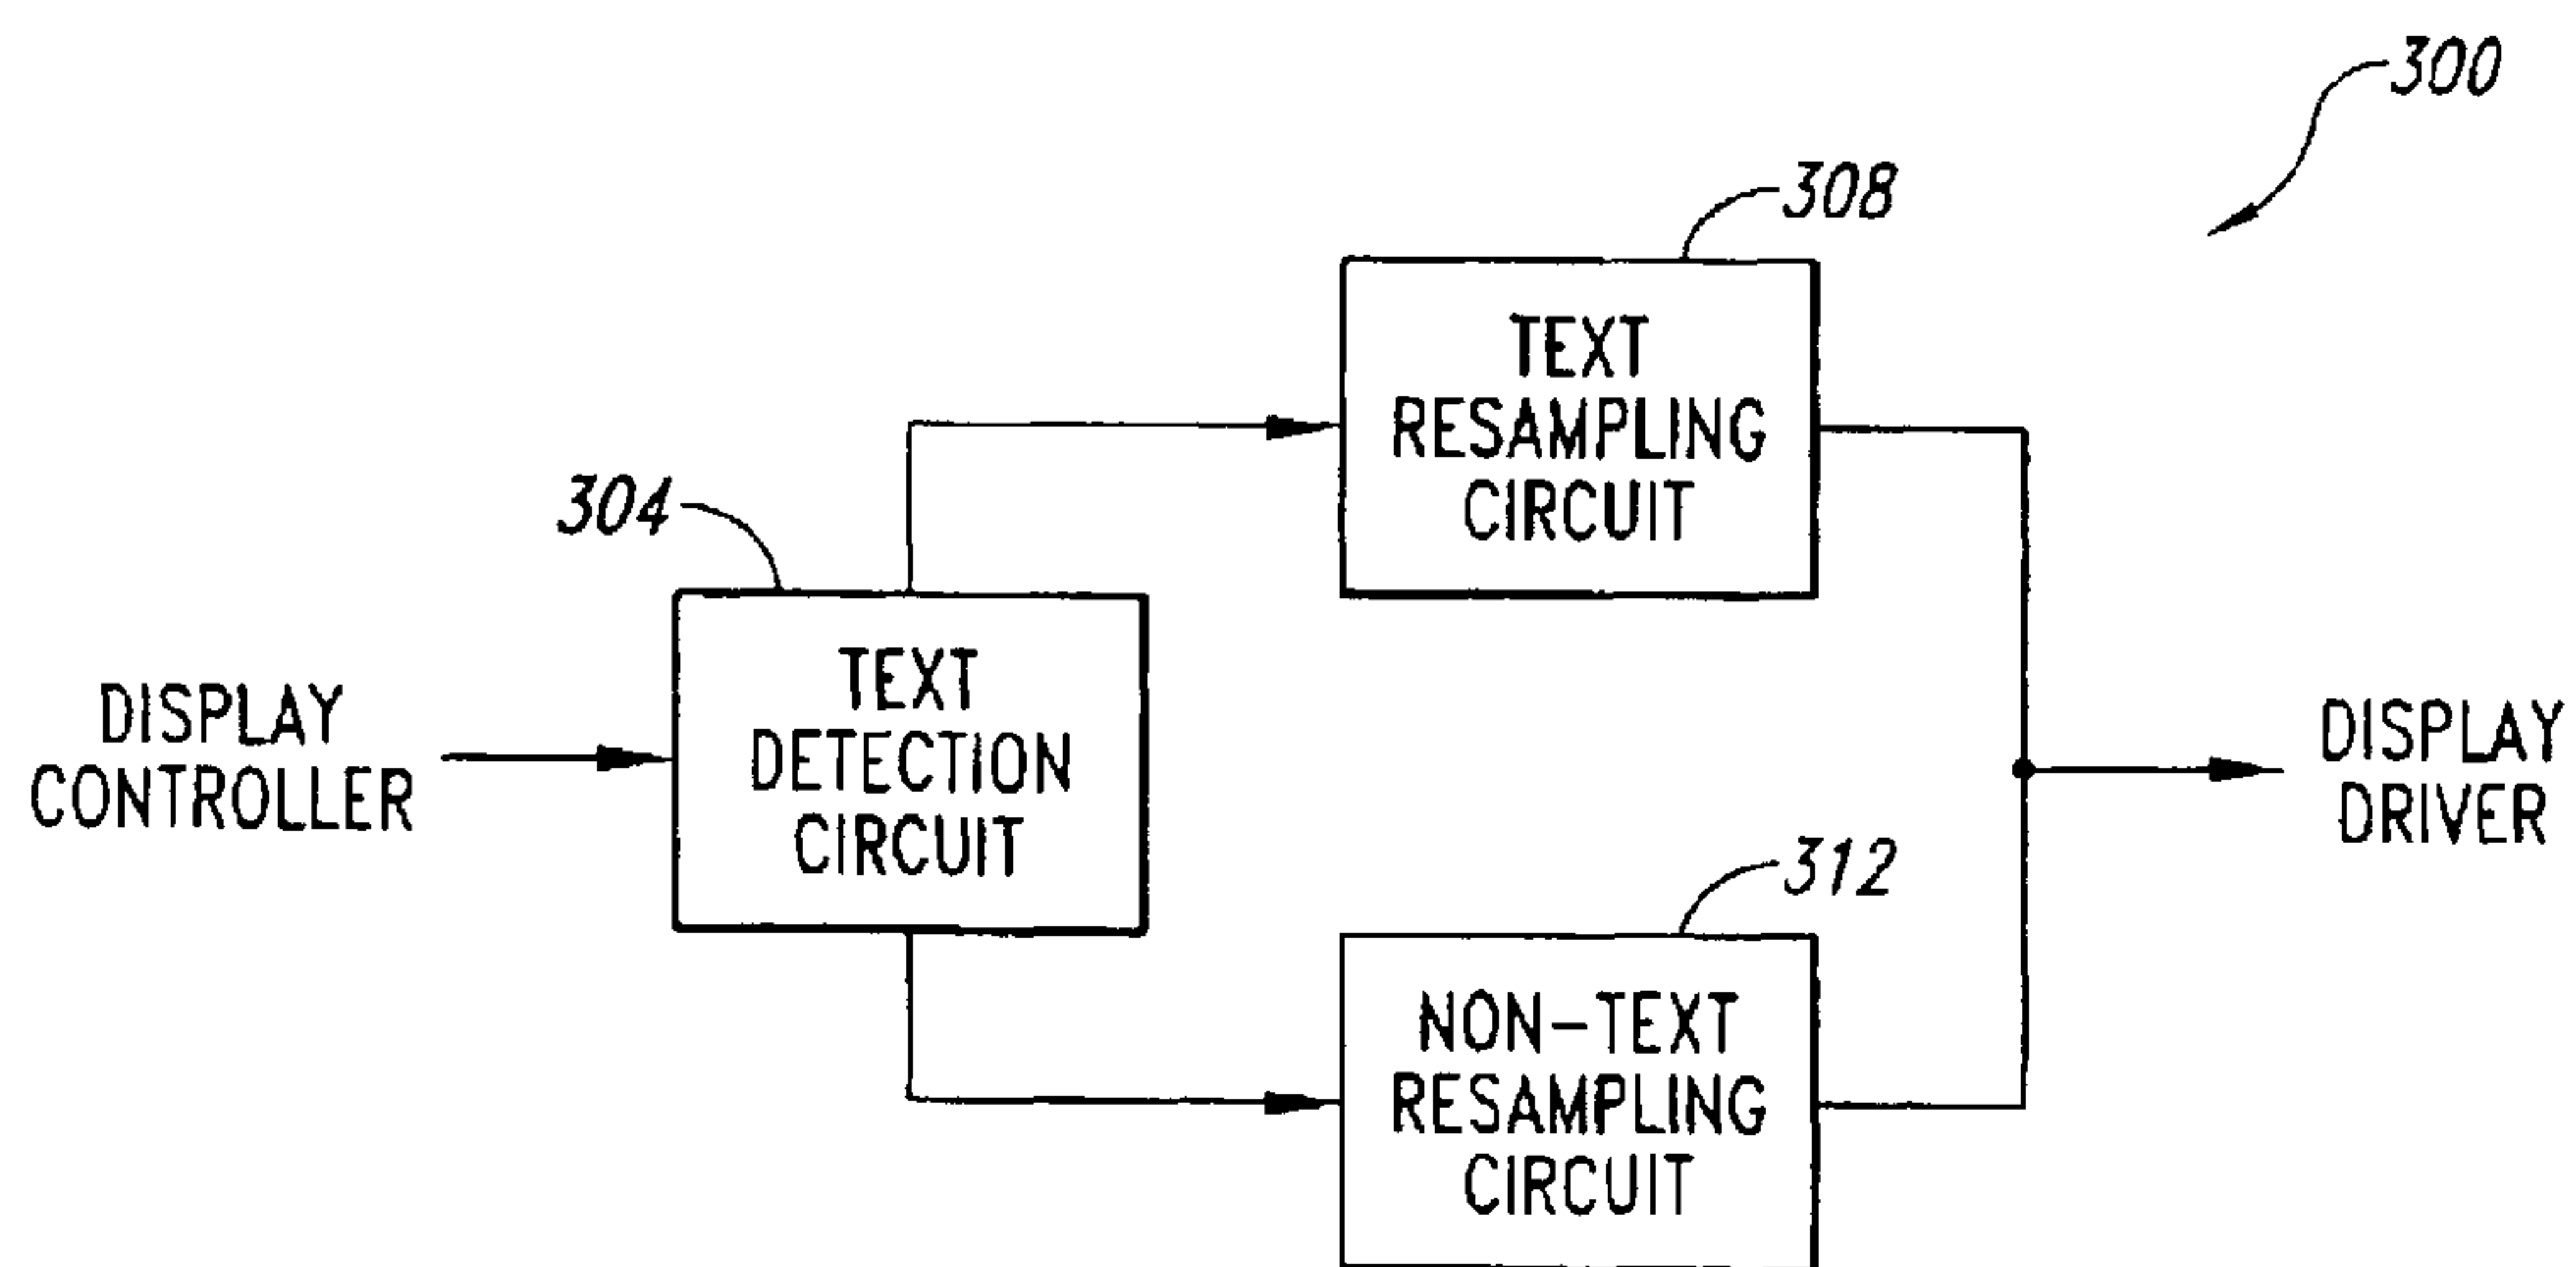 300
308
TEXT
RESAMPLING
CIRCUIT
304
TEXT
DETECTION
CIRCUIT
DISPLAY
CONTROLLER
DISPLAY
DRIVER
312
NON-TEXT
RESAMPLING
CIRCUIT